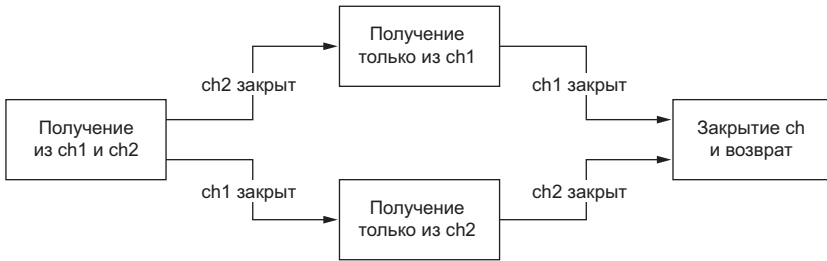 Получение
только из ch1
ch2 закрыт
ch1 закрыт
Получение
из ch1 и ch2
Закрытие ch
и возврат
ch1 закрыт
ch2 закрыт
Получение
только из ch2